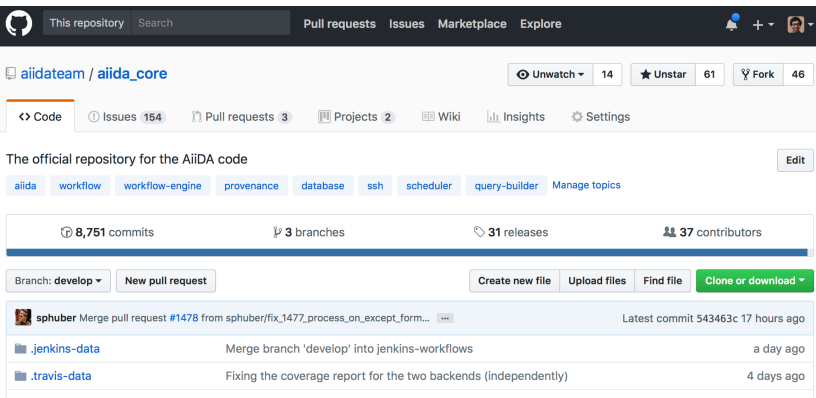 This repository Search Pull requests Issues Marketplace Explore
aiidateam / aiida_core Unwatch 14 Unstar 61 Fork 46
Code Issues 154 Pull requests 3 Projects 2 Wiki Insights Settings
The official repository for the AiiDA code Edit
aiida workflow workflow-engine provenance database ssh scheduler query-builder Manage topics
8,751 commits 3 branches 31 releases 37 contributors
Branch: develop New pull request Create new file Upload files Find file Clone or download
sphuber Merge pull request #1478 from sphuber/fix_1477_process_on_except_form... ... Latest commit 543463c 17 hours ago
.jenkins-data Merge branch 'develop' into jenkins-workflows a day ago
.travis-data Fixing the coverage report for the two backends (independently) 4 days ago